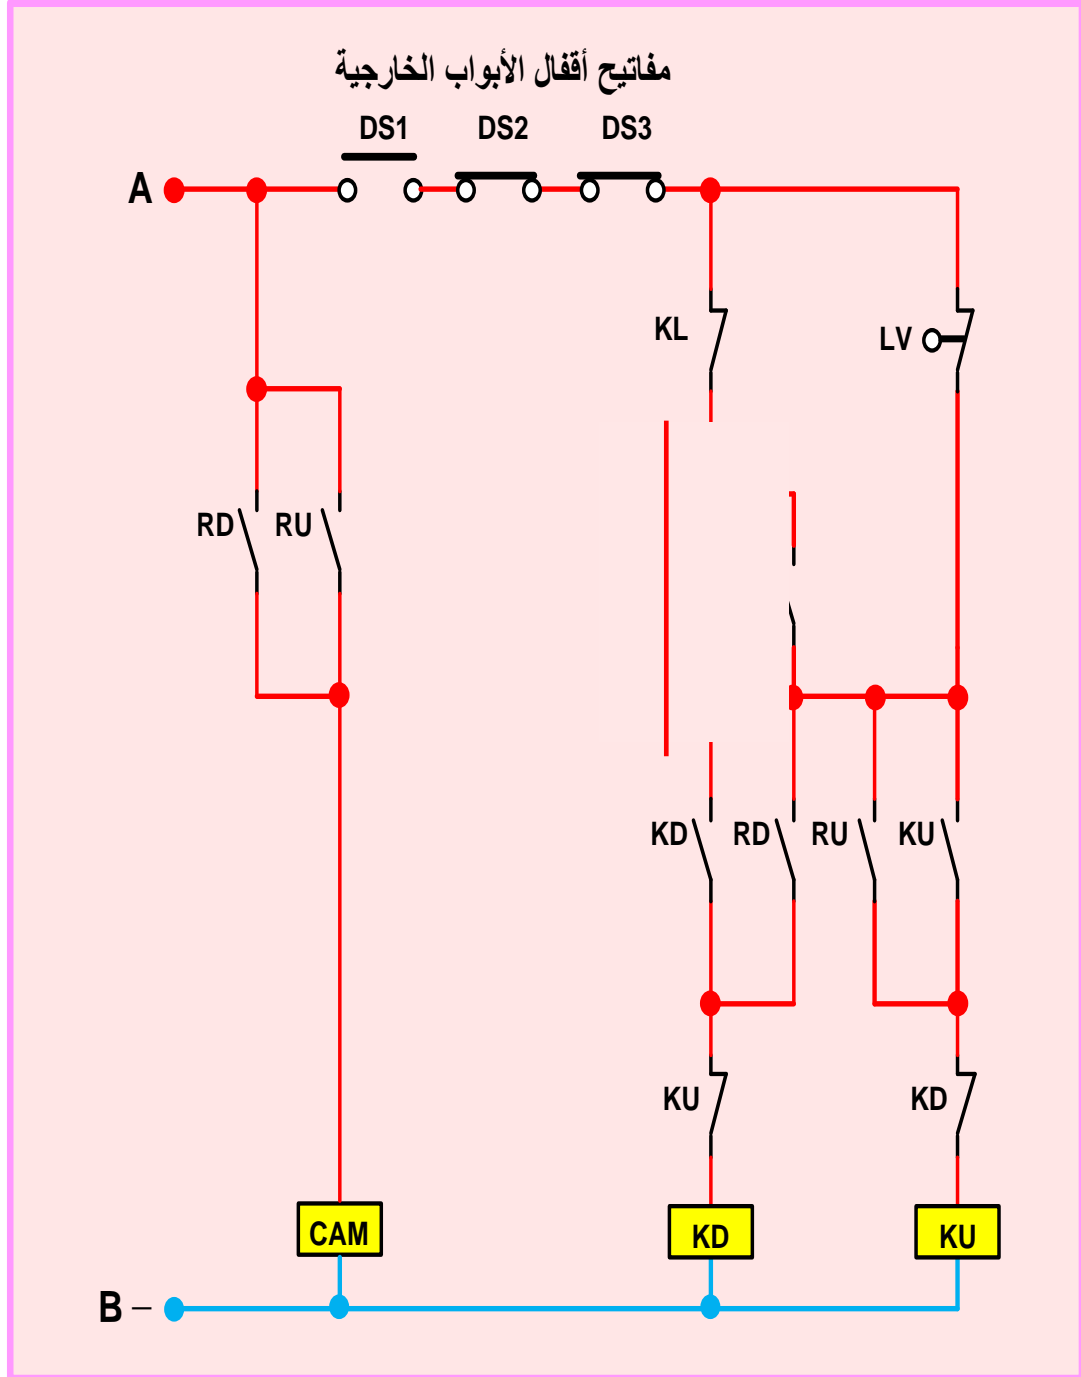 مفاتيح أقفال الأبواب الخارجية
DS1 DS2 DS3
A
KL LV
RD RU
KD RD RU KU
KU KD
CAM KD KU
B –